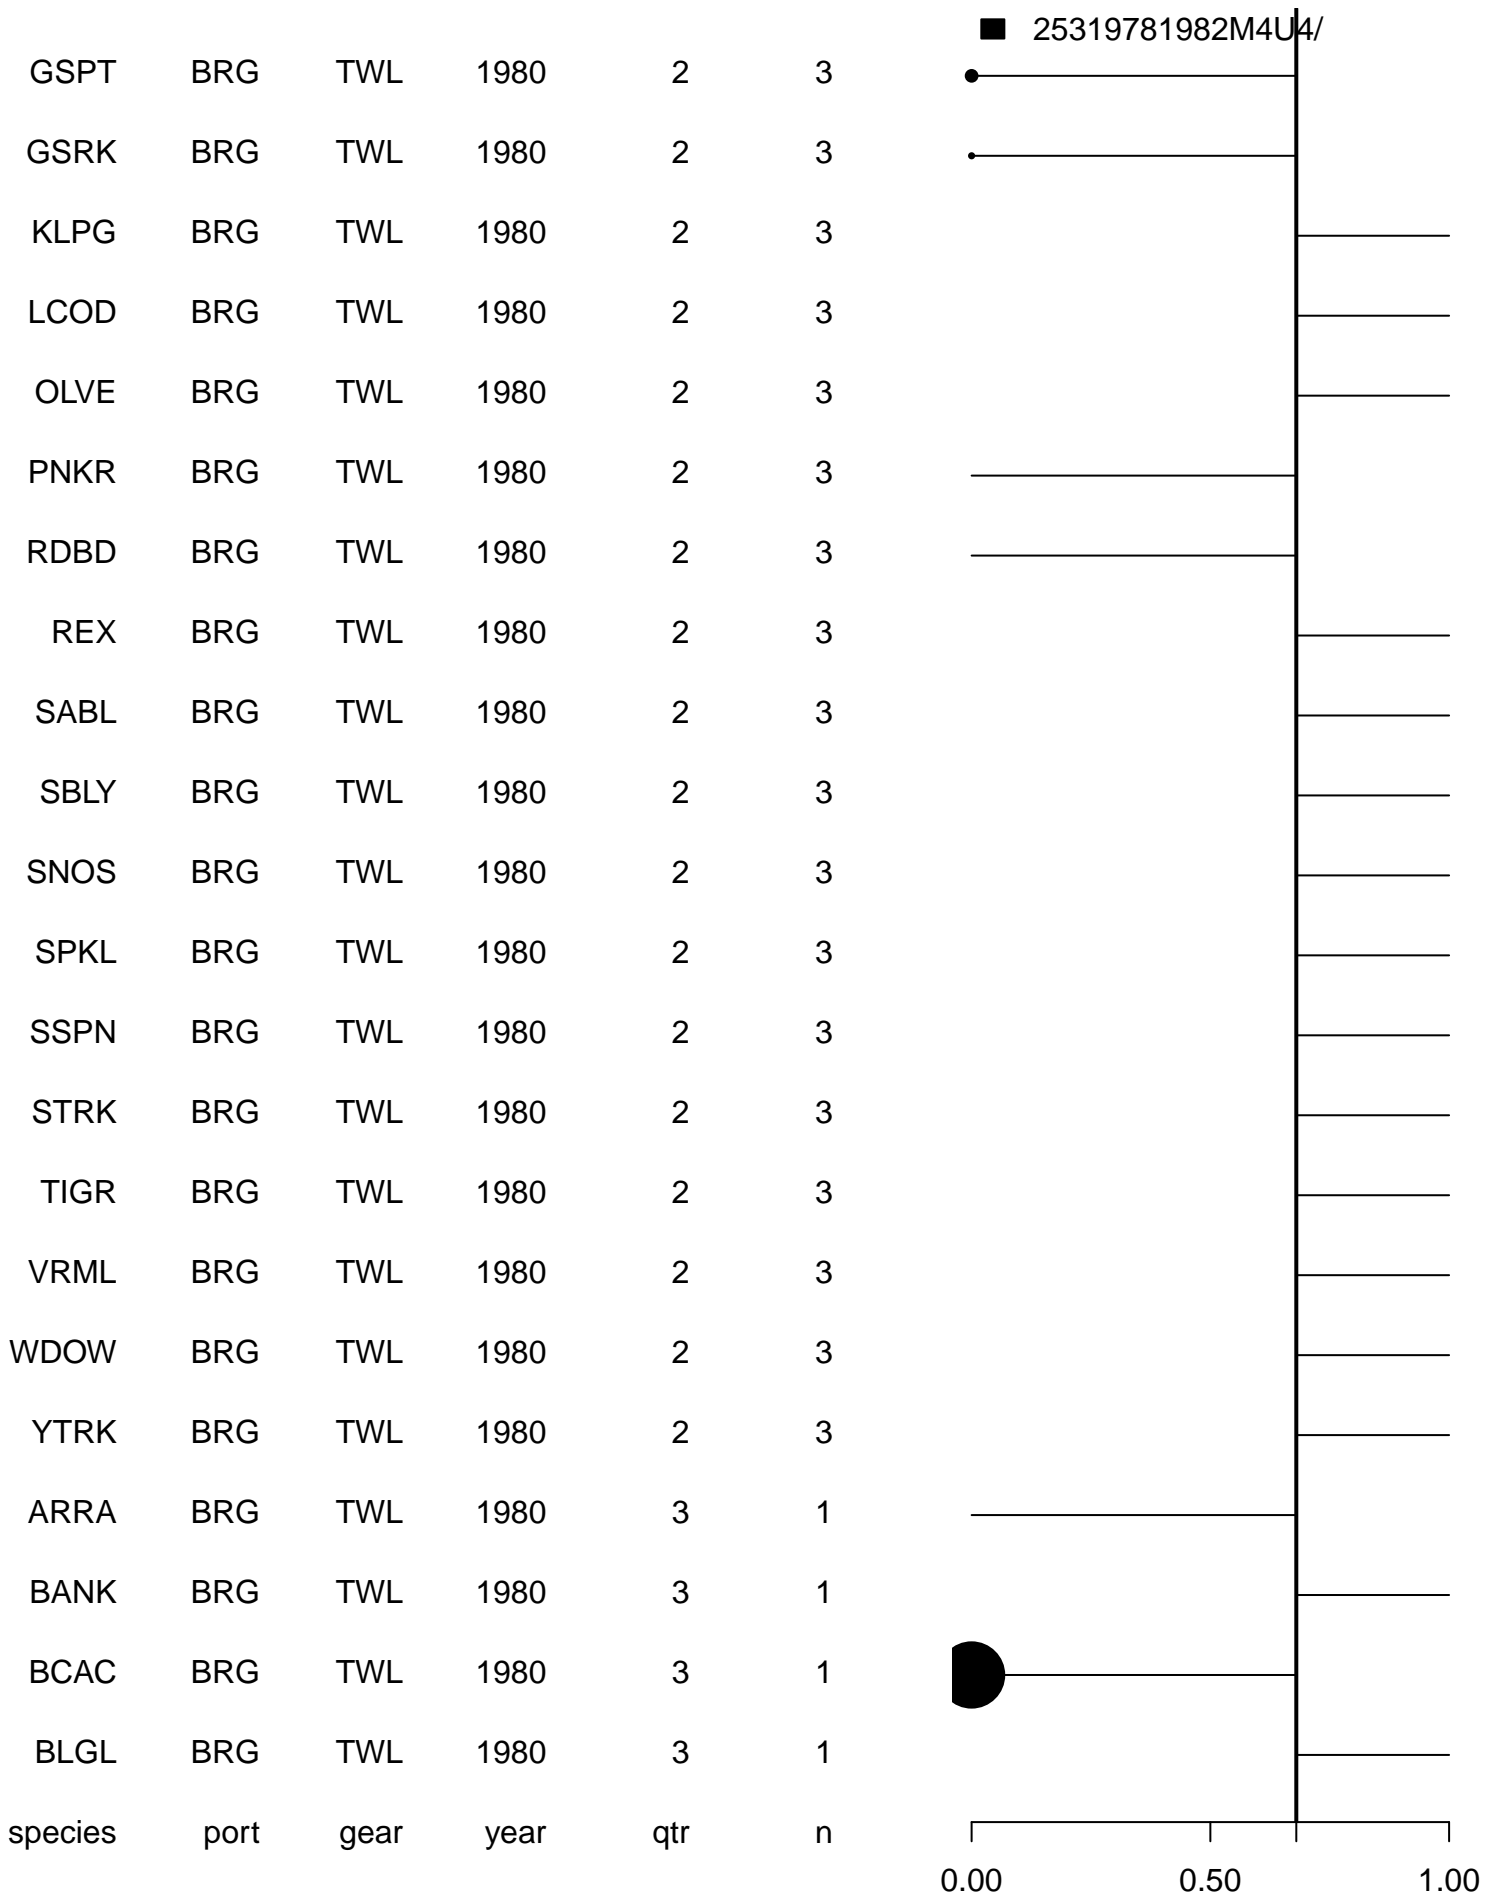 25319781982M4U4/
GSPT BRG TWL 1980 2 3
GSRK BRG TWL 1980 2 3
KLPG BRG TWL 1980 2 3
LCOD BRG TWL 1980 2 3
OLVE BRG TWL 1980 2 3
PNKR BRG TWL 1980 2 3
RDBD BRG TWL 1980 2 3
REX BRG TWL 1980 2 3
SABL BRG TWL 1980 2 3
SBLY BRG TWL 1980 2 3
SNOS BRG TWL 1980 2 3
SPKL BRG TWL 1980 2 3
SSPN BRG TWL 1980 2 3
STRK BRG TWL 1980 2 3
TIGR BRG TWL 1980 2 3
VRML BRG TWL 1980 2 3
WDOW BRG TWL 1980 2 3
YTRK BRG TWL 1980 2 3
ARRA BRG TWL 1980 3 1
BANK BRG TWL 1980 3 1
BCAC BRG TWL 1980 3 1
BLGL BRG TWL 1980 3 1
species port gear year qtr n
0.00 0.50 1.00